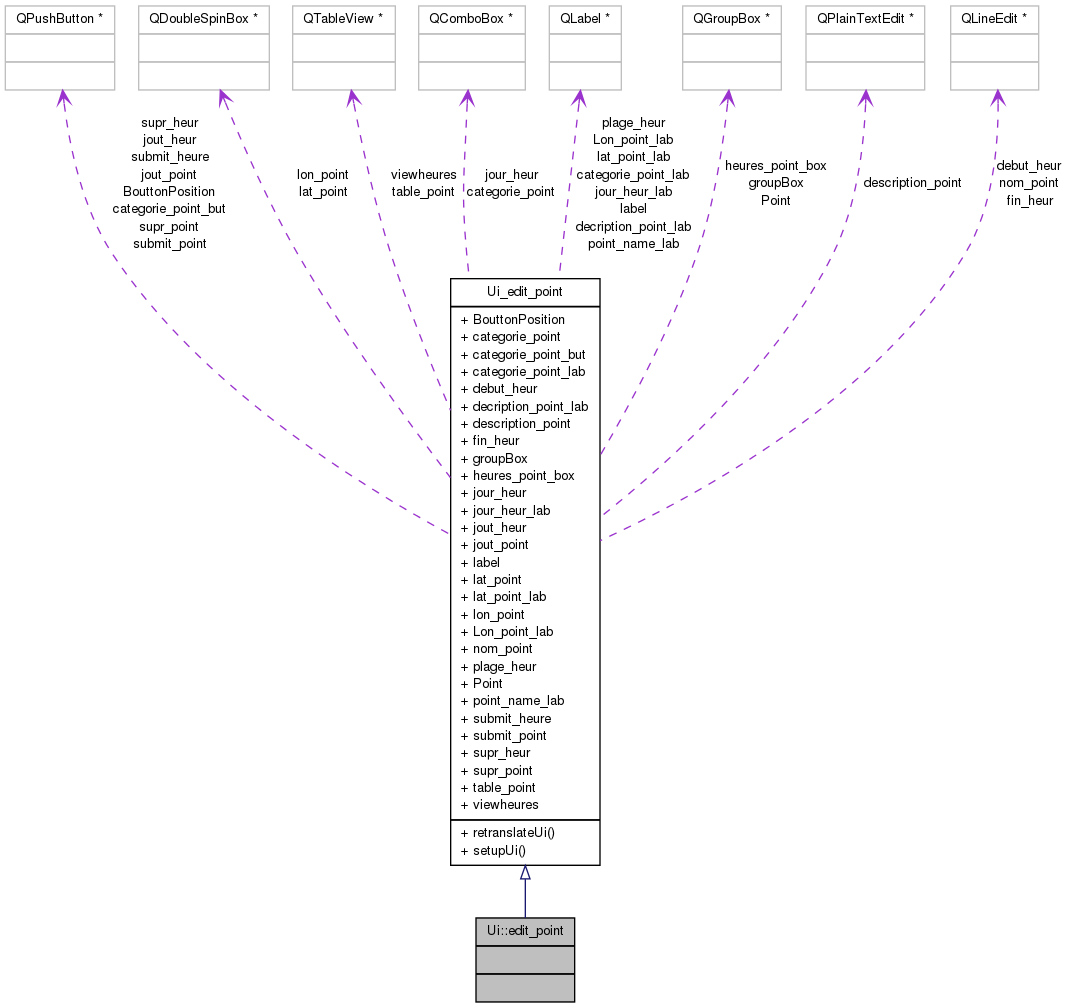 QPushButton *
QDoubleSpinBox *
QTableView *
QComboBox *
QLabel *
QGroupBox *
QPlainTextEdit *
QLineEdit *
supr_heur
jout_heur
submit_heure
jout_point
BouttonPosition
categorie_point_but
supr_point
submit_point
lon_point
lat_point
viewheures
table_point
jour_heur
categorie_point
plage_heur
Lon_point_lab
lat_point_lab
categorie_point_lab
jour_heur_lab
label
decription_point_lab
point_name_lab
heures_point_box
groupBox
Point
description_point
debut_heur
nom_point
fin_heur
Ui_edit_point
+ BouttonPosition
+ categorie_point
+ categorie_point_but
+ categorie_point_lab
+ debut_heur
+ decription_point_lab
+ description_point
+ fin_heur
+ groupBox
+ heures_point_box
+ jour_heur
+ jour_heur_lab
+ jout_heur
+ jout_point
+ label
+ lat_point
+ lat_point_lab
+ lon_point
+ Lon_point_lab
+ nom_point
+ plage_heur
+ Point
+ point_name_lab
+ submit_heure
+ submit_point
+ supr_heur
+ supr_point
+ table_point
+ viewheures
+ retranslateUi()
+ setupUi()
Ui::edit_point